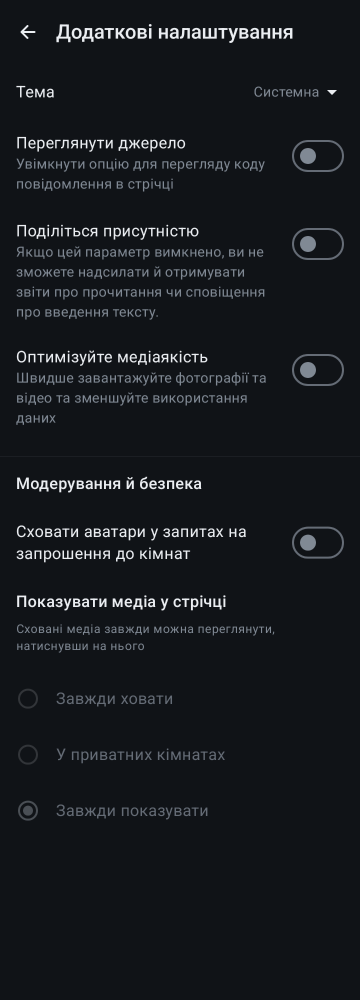 Додаткові налаштування
Тема
Системна
Переглянути джерело
Увімкнути опцію для перегляду коду
повідомлення в стрічці
Поділіться присутністю
Якщо цей параметр вимкнено, ви не
зможете надсилати й отримувати
звіти про прочитання чи сповіщення
про введення тексту.
Оптимізуйте медіаякість
Швидше завантажуйте фотографії та
відео та зменшуйте використання
даних
Модерування й безпека
Сховати аватари у запитах на
запрошення до кімнат
Показувати медіа у стрічці
Сховані медіа завжди можна переглянути,
натиснувши на нього
Завжди ховати
У приватних кімнатах
Завжди показувати